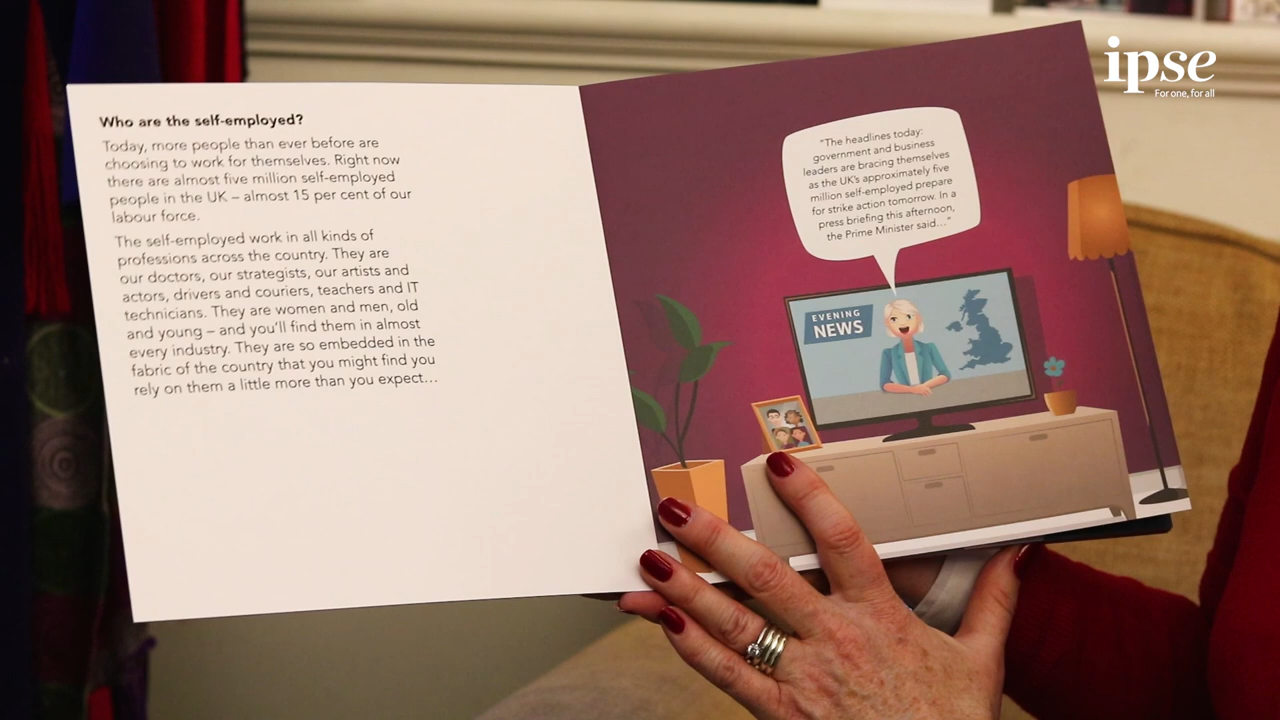 ipse
For one, for all
Who are the self-employed?
Today, more people than ever before are
choosing to work for themselves. Right now
there are almost five million self-employed
people in the UK – almost 15 per cent of our
labour force.
The self-employed work in all kinds of
professions across the country. They are
our doctors, our strategists, our artists and
actors, drivers and couriers, teachers and IT
technicians. They are women and men, old
and young – and you'll find them in almost
every industry. They are so embedded in the
fabric of the country that you might find you
rely on them a little more than you expect…
"The headlines today:
government and business
leaders are bracing themselves
as the UK's approximately five
million self-employed prepare
for strike action tomorrow. In a
press briefing this afternoon,
the Prime Minister said…"
EVENING
NEWS